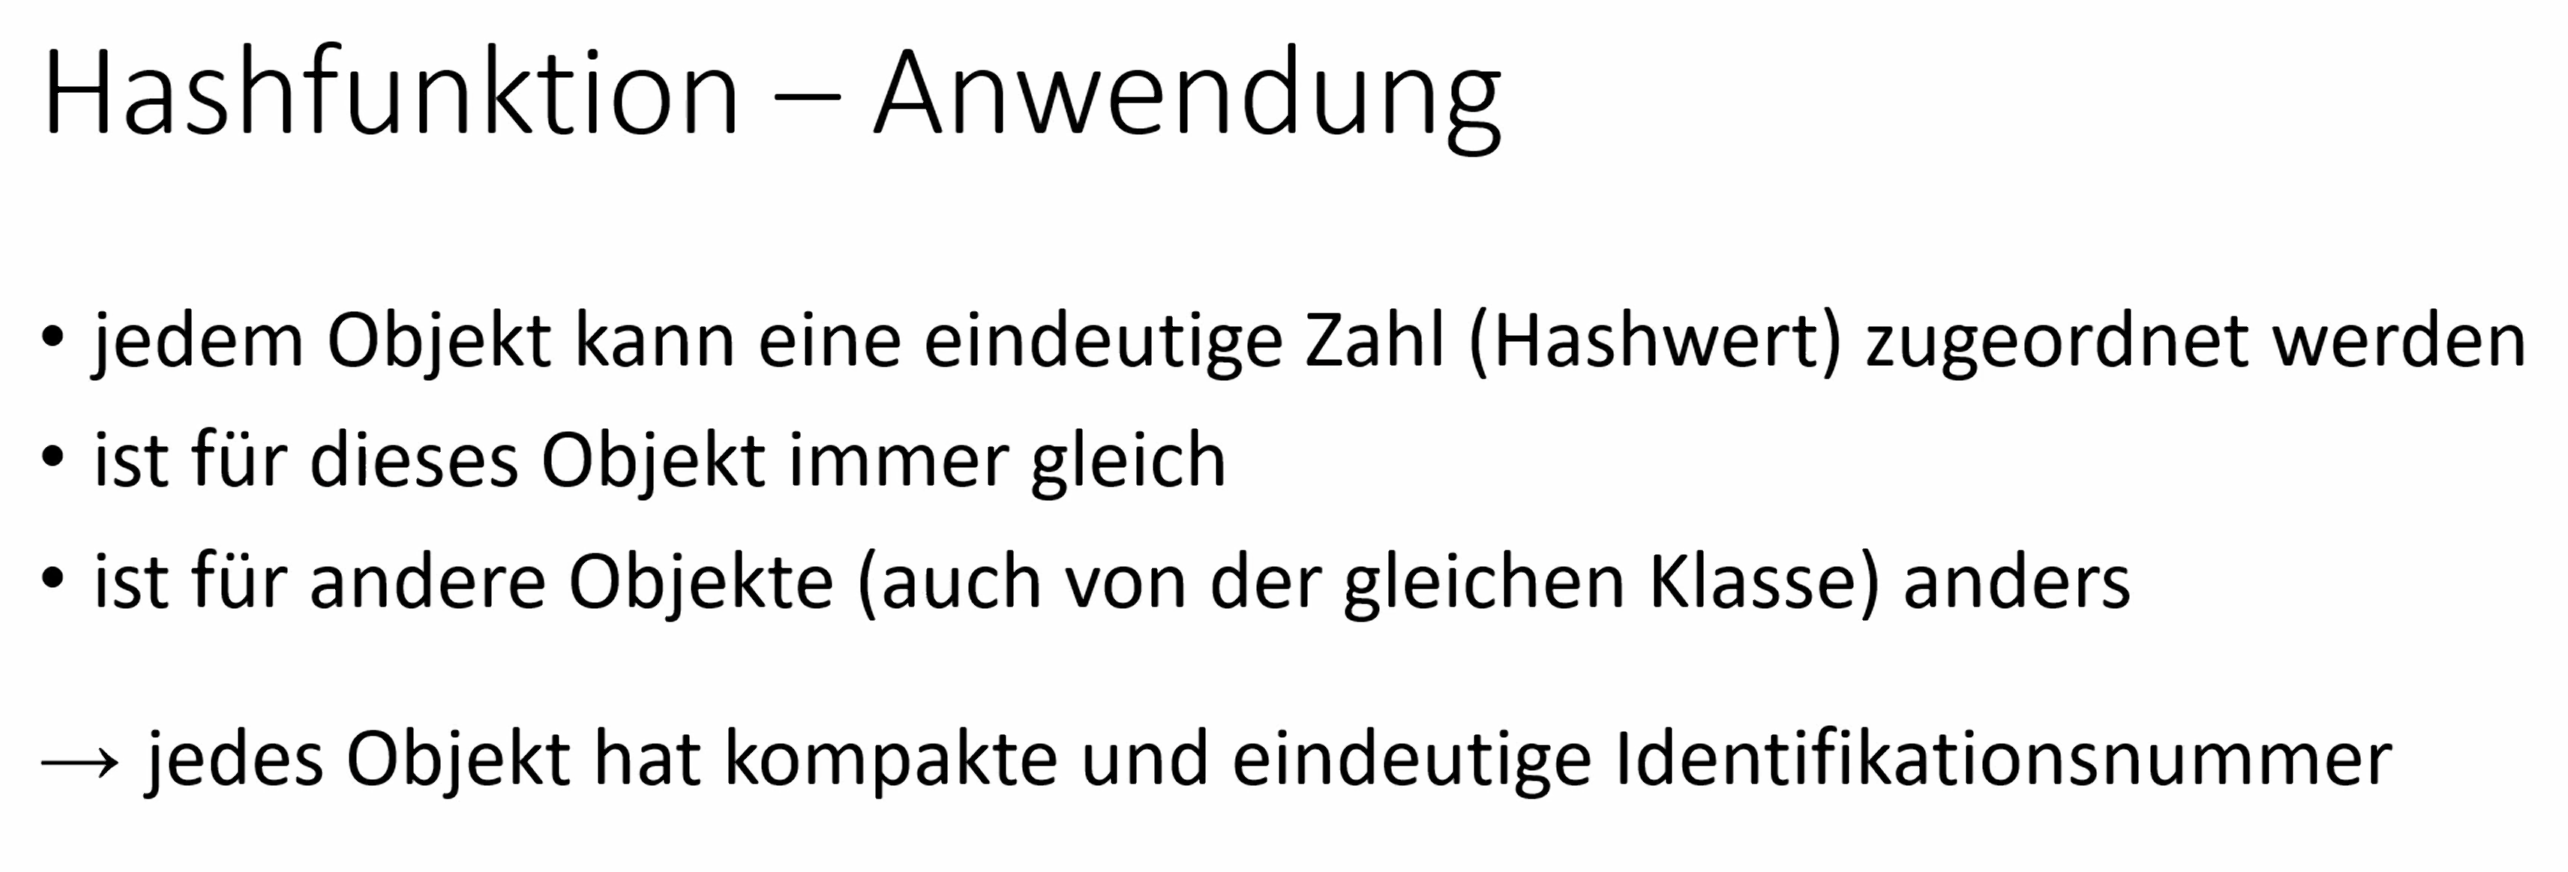 Hashfunktion – Anwendung
• jedem Objekt kann eine eindeutige Zahl (Hashwert) zugeordnet werden
• ist für dieses Objekt immer gleich
• ist für andere Objekte (auch von der gleichen Klasse) anders
→ jedes Objekt hat kompakte und eindeutige Identifikationsnummer